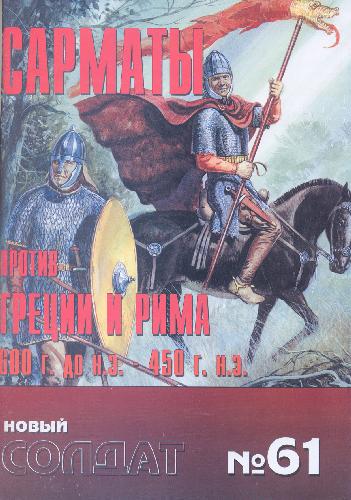 САРМАТЫ
ПРОТИВ
ГРЕЦИИ И РИМА
600 г. до н.э. - 450 г. н.э.
НОВЫЙ
СОЛДАТ
№61